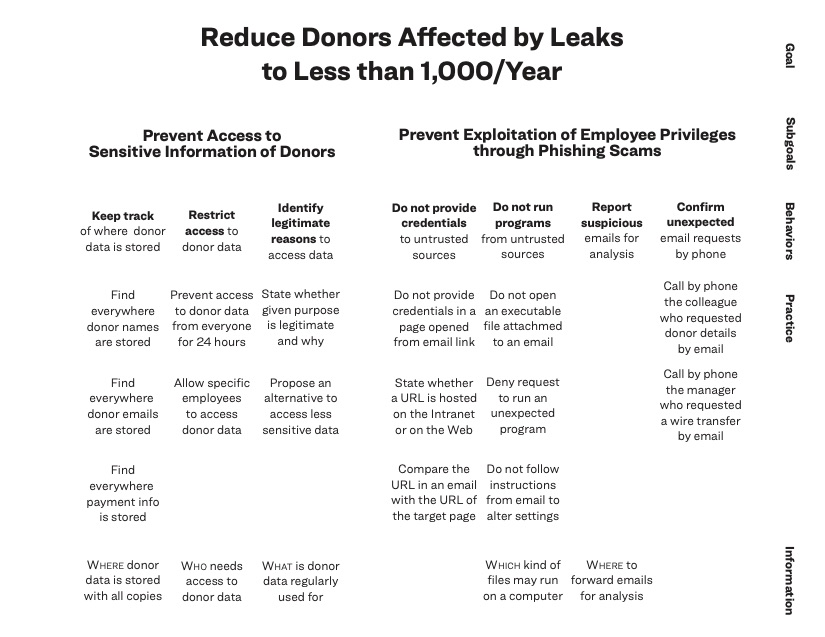 Reduce Donors Affected by Leaks
to Less than 1,000/Year
Goal
Prevent Access to
Sensitive Information of Donors
Prevent Exploitation of Employee Privileges
through Phishing Scams
Subgoals
Keep track
of where donor
data is stored
Restrict
access to
donor data
Identify
legitimate
reasons to
access data
Do not provide
credentials
to untrusted
sources
Do not run
programs
from untrusted
sources
Report
suspicious
emails for
analysis
Confirm
unexpected
email requests
by phone
Behaviors
Find
everywhere
donor names
are stored
Prevent access
to donor data
from everyone
for 24 hours
State whether
given purpose
is legitimate
and why
Do not provide
credentials in a
page opened
from email link
Do not open
an executable
file attachmed
to an email
Call by phone
the colleague
who requested
donor details
by email
Practice
Find
everywhere
donor emails
are stored
Allow specific
employees
to access
donor data
Propose an
alternative to
access less
sensitive data
State whether
a URL is hosted
on the Intranet
or on the Web
Deny request
to run an
unexpected
program
Call by phone
the manager
who requested
a wire transfer
by email
Find
everywhere
payment info
is stored
Compare the
URL in an email
with the URL of
the target page
Do not follow
instructions
from email to
alter settings
WHERE donor
data is stored
with all copies
WHO needs
access to
donor data
WHAT is donor
data regularly
used for
WHICH kind of
files may run
on a computer
WHERE to
forward emails
for analysis
Information